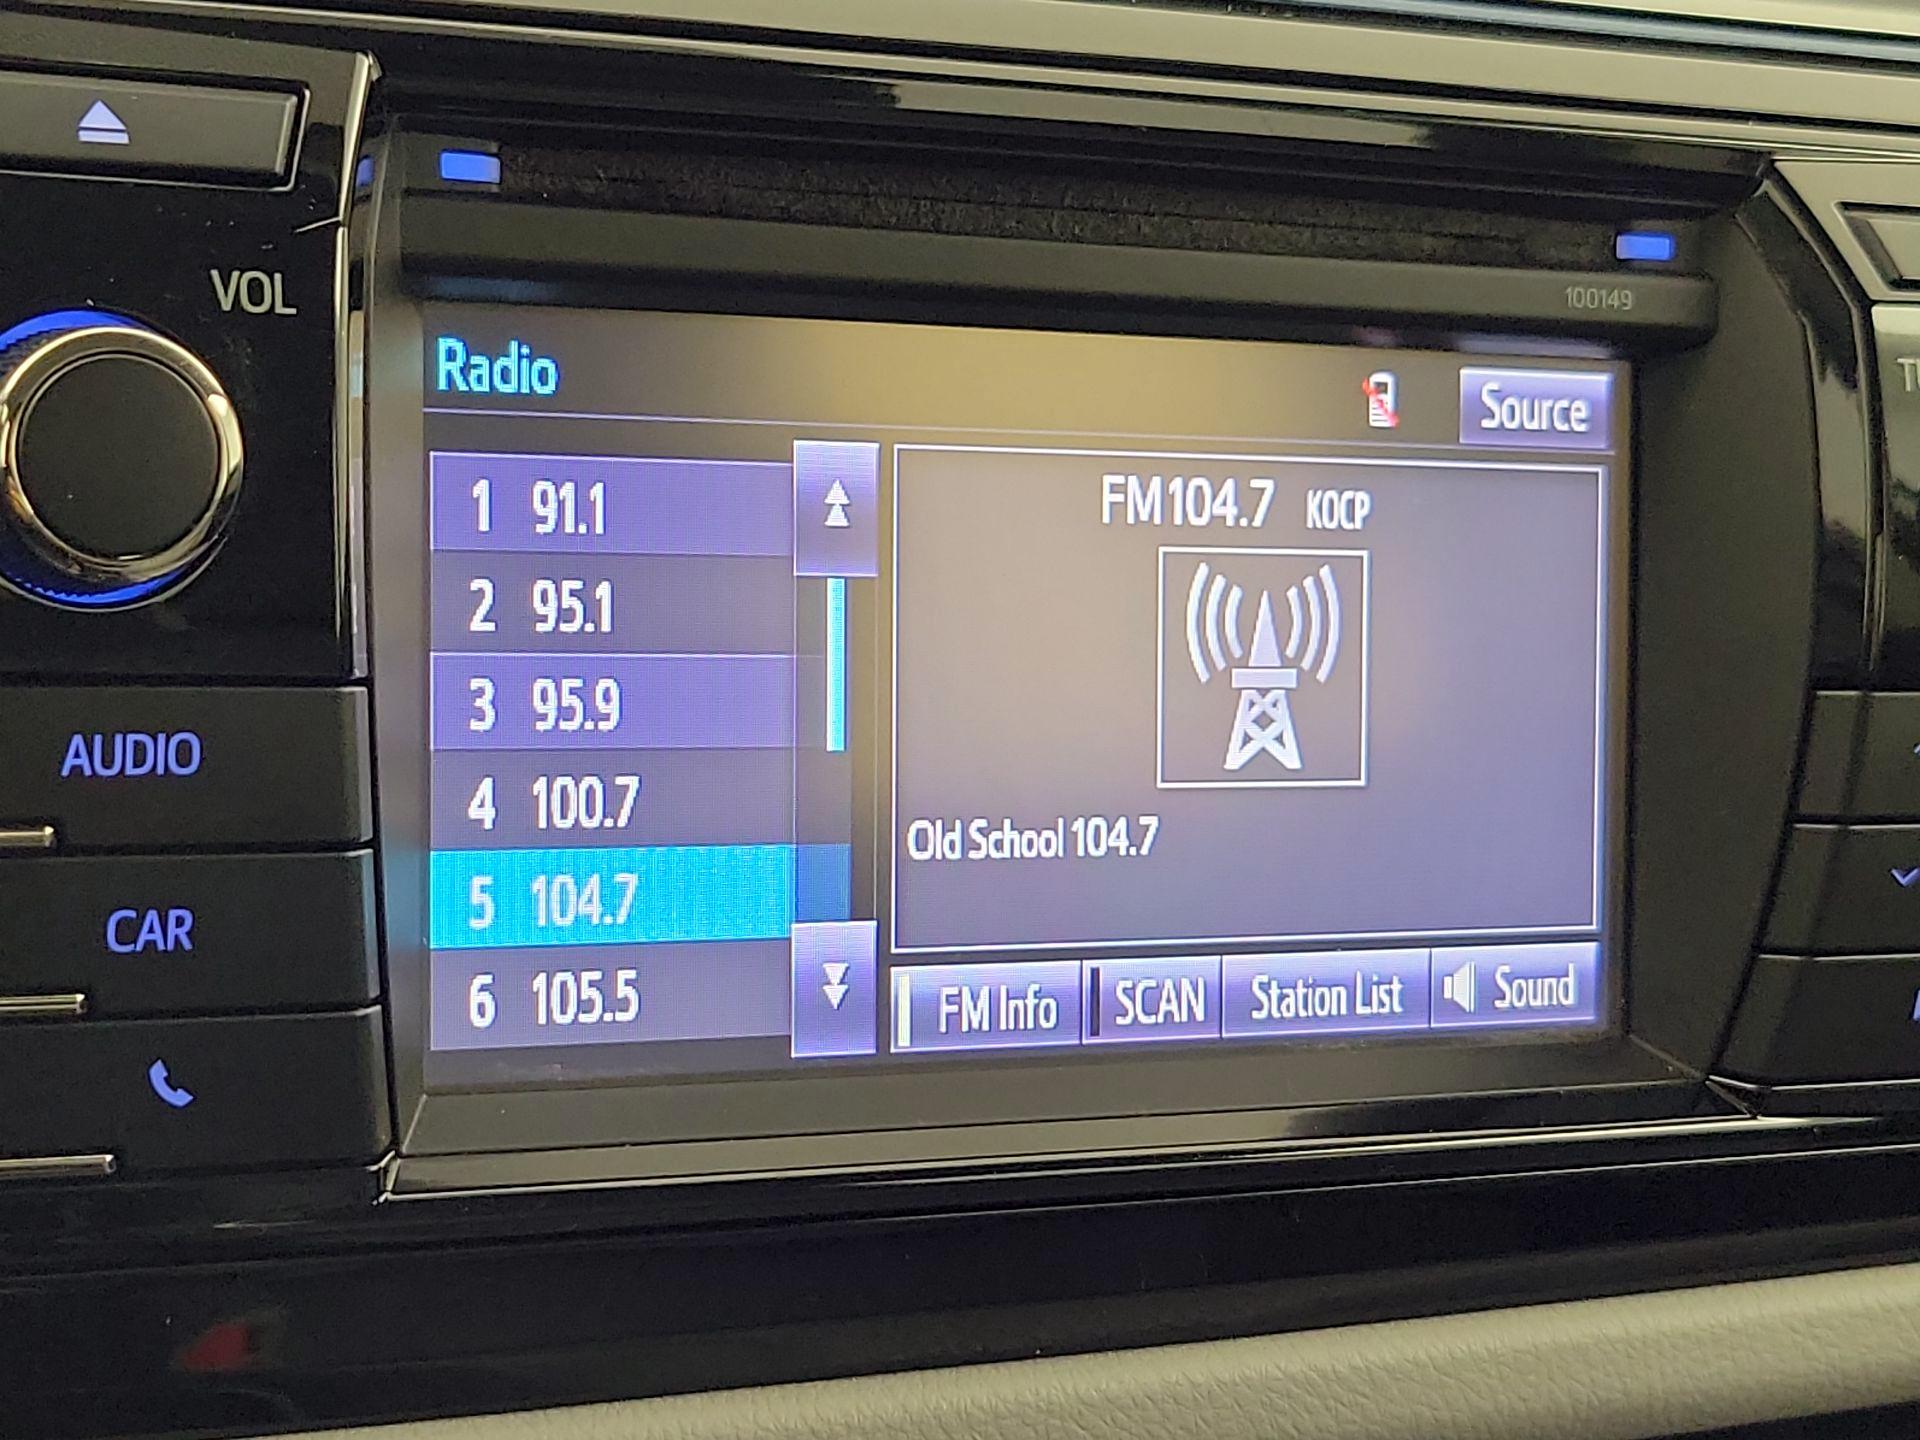 VOL
100149
Radio
Source
1 91.1
2 95.1
3 95.9
4 100.7
5 104.7
6 105.5
FM104.7 KOCP
Old School 104.7
FM Info
SCAN
Station List
Sound
AUDIO
CAR